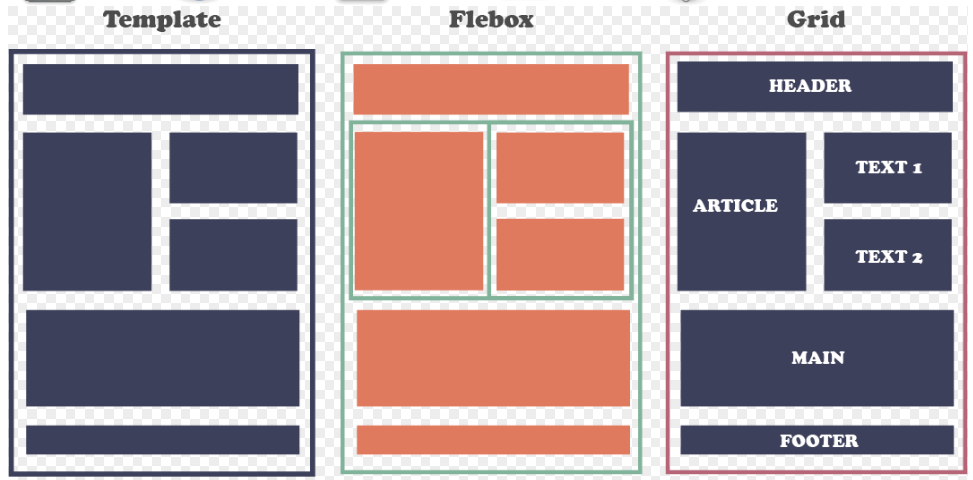 Template
Flebox
Grid
HEADER
ARTICLE
TEXT 1
TEXT 2
MAIN
FOOTER